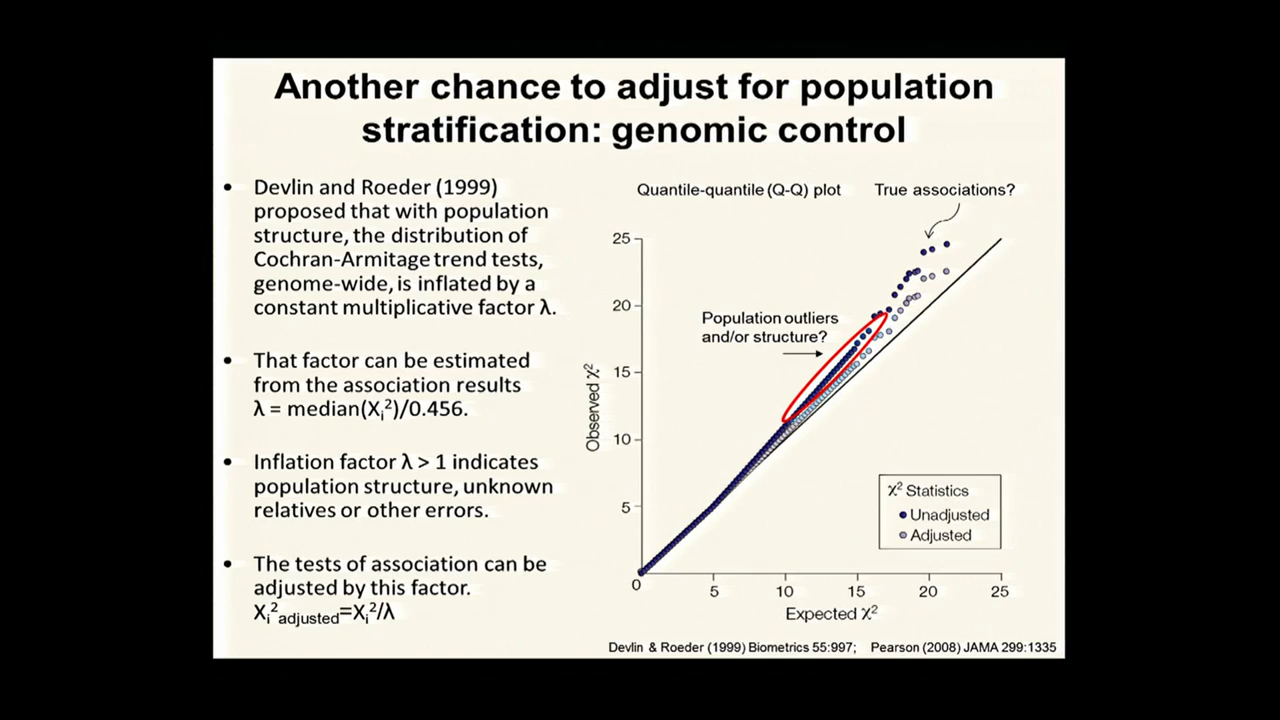 Another chance to adjust for population
stratification: genomic control
• Devlin and Roeder (1999)
proposed that with population
structure, the distribution of
Cochran-Armitage trend tests,
genome-wide, is inflated by a
constant multiplicative factor λ.
• That factor can be estimated
from the association results
λ = median(Xᵢ²)/0.456.
• Inflation factor λ > 1 indicates
population structure, unknown
relatives or other errors.
• The tests of association can be
adjusted by this factor.
Xᵢ²adjusted=Xᵢ²/λ
Quantile-quantile (Q-Q) plot
True associations?
Population outliers
and/or structure?
Observed χ²
25
20
15
10
5
0
5 10 15 20 25
Expected χ²
χ² Statistics
Unadjusted
Adjusted
Devlin & Roeder (1999) Biometrics 55:997; Pearson (2008) JAMA 299:1335